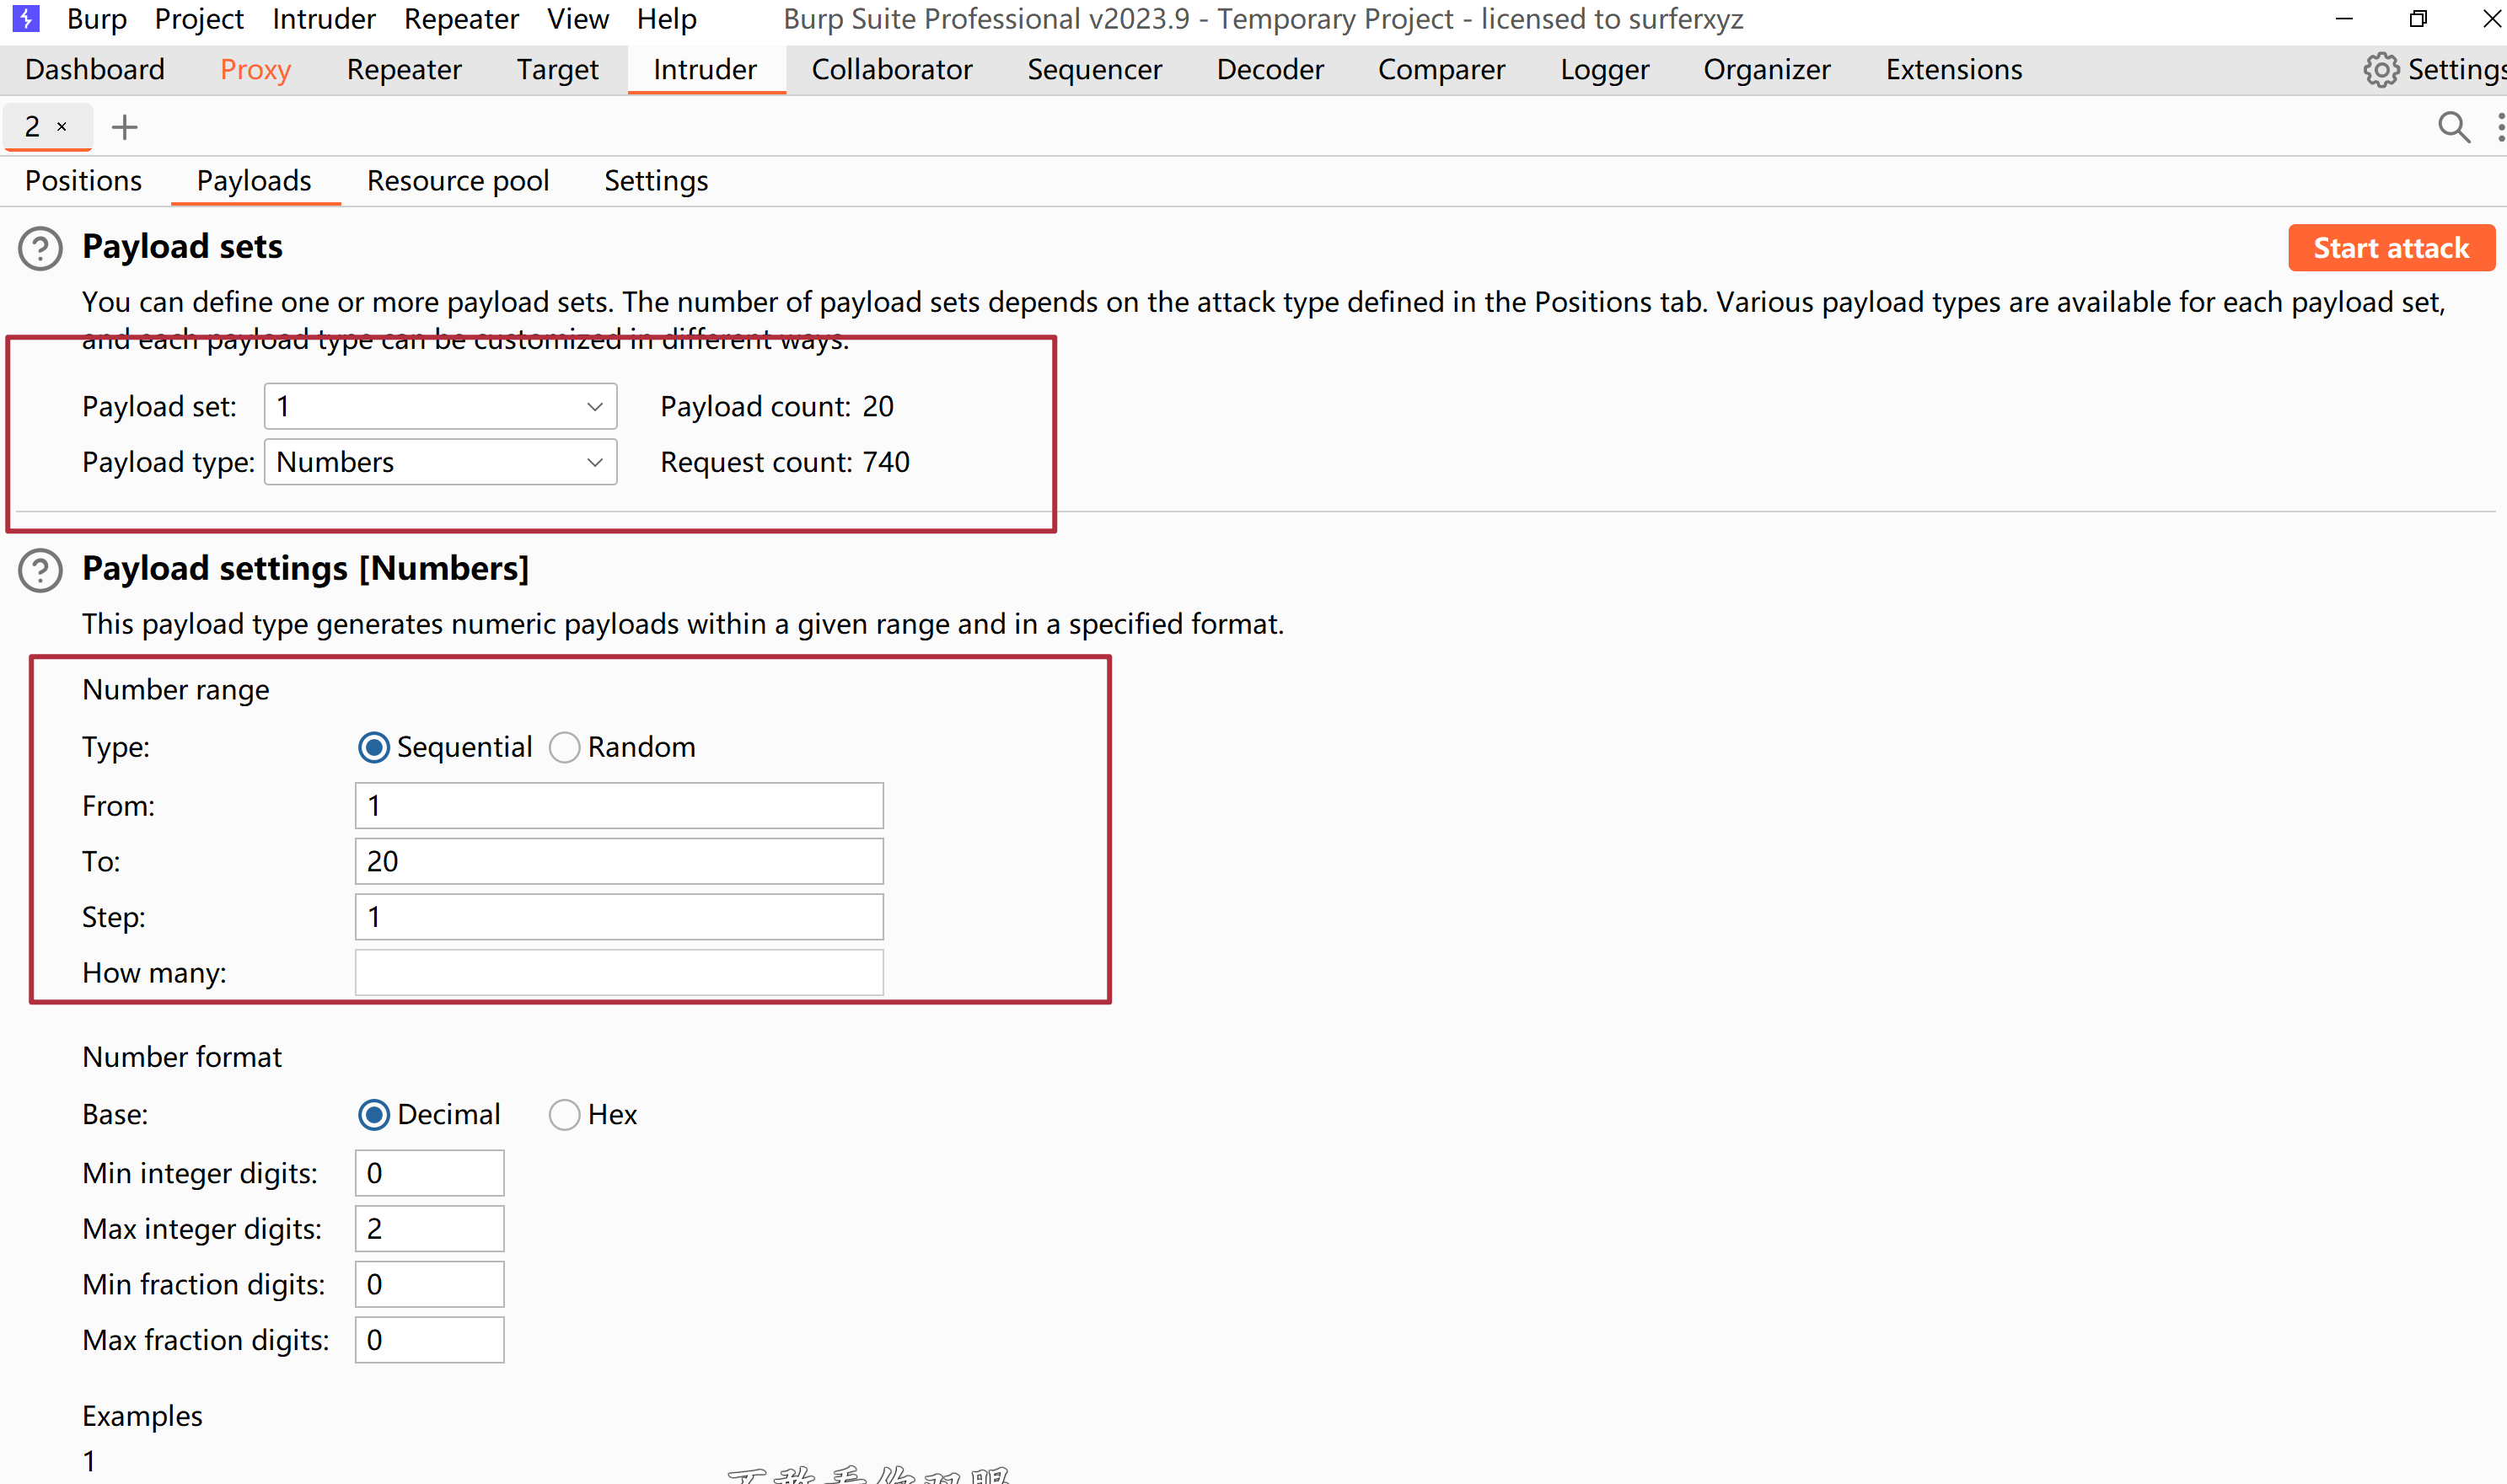 Burp Project Intruder Repeater View Help Burp Suite Professional v2023.9 - Temporary Project - licensed to surferxyz
Dashboard Proxy Repeater Target Intruder Collaborator Sequencer Decoder Comparer Logger Organizer Extensions Settings
2 × +
Positions Payloads Resource pool Settings
? Payload sets Start attack
You can define one or more payload sets. The number of payload sets depends on the attack type defined in the Positions tab. Various payload types are available for each payload set,
and each payload type can be customized in different ways.
Payload set: 1 Payload count: 20
Payload type: Numbers Request count: 740
? Payload settings [Numbers]
This payload type generates numeric payloads within a given range and in a specified format.
Number range
Type: Sequential Random
From: 1
To: 20
Step: 1
How many:
Number format
Base: Decimal Hex
Min integer digits: 0
Max integer digits: 2
Min fraction digits: 0
Max fraction digits: 0
Examples
1